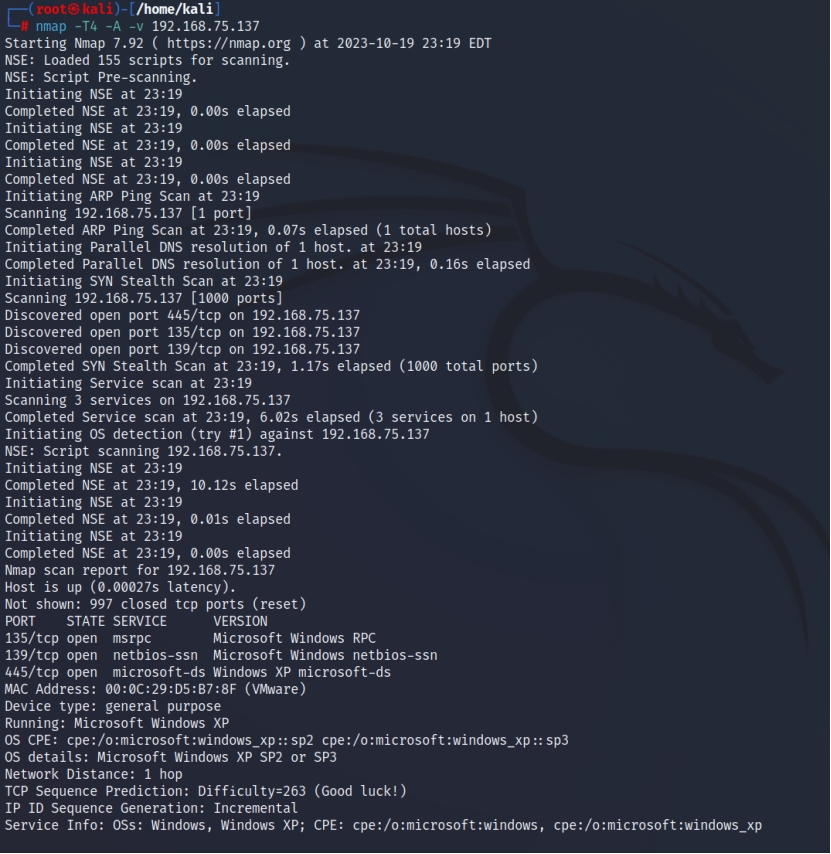 ┌──(root㉿kali)-[/home/kali]
└─# nmap -T4 -A -v 192.168.75.137
Starting Nmap 7.92 ( https://nmap.org ) at 2023-10-19 23:19 EDT
NSE: Loaded 155 scripts for scanning.
NSE: Script Pre-scanning.
Initiating NSE at 23:19
Completed NSE at 23:19, 0.00s elapsed
Initiating NSE at 23:19
Completed NSE at 23:19, 0.00s elapsed
Initiating NSE at 23:19
Completed NSE at 23:19, 0.00s elapsed
Initiating ARP Ping Scan at 23:19
Scanning 192.168.75.137 [1 port]
Completed ARP Ping Scan at 23:19, 0.07s elapsed (1 total hosts)
Initiating Parallel DNS resolution of 1 host. at 23:19
Completed Parallel DNS resolution of 1 host. at 23:19, 0.16s elapsed
Initiating SYN Stealth Scan at 23:19
Scanning 192.168.75.137 [1000 ports]
Discovered open port 445/tcp on 192.168.75.137
Discovered open port 135/tcp on 192.168.75.137
Discovered open port 139/tcp on 192.168.75.137
Completed SYN Stealth Scan at 23:19, 1.17s elapsed (1000 total ports)
Initiating Service scan at 23:19
Scanning 3 services on 192.168.75.137
Completed Service scan at 23:19, 6.02s elapsed (3 services on 1 host)
Initiating OS detection (try #1) against 192.168.75.137
NSE: Script scanning 192.168.75.137.
Initiating NSE at 23:19
Completed NSE at 23:19, 10.12s elapsed
Initiating NSE at 23:19
Completed NSE at 23:19, 0.01s elapsed
Initiating NSE at 23:19
Completed NSE at 23:19, 0.00s elapsed
Nmap scan report for 192.168.75.137
Host is up (0.00027s latency).
Not shown: 997 closed tcp ports (reset)
PORT    STATE SERVICE      VERSION
135/tcp open  msrpc        Microsoft Windows RPC
139/tcp open  netbios-ssn  Microsoft Windows netbios-ssn
445/tcp open  microsoft-ds Windows XP microsoft-ds
MAC Address: 00:0C:29:D5:B7:8F (VMware)
Device type: general purpose
Running: Microsoft Windows XP
OS CPE: cpe:/o:microsoft:windows_xp::sp2 cpe:/o:microsoft:windows_xp::sp3
OS details: Microsoft Windows XP SP2 or SP3
Network Distance: 1 hop
TCP Sequence Prediction: Difficulty=263 (Good luck!)
IP ID Sequence Generation: Incremental
Service Info: OSs: Windows, Windows XP; CPE: cpe:/o:microsoft:windows, cpe:/o:microsoft:windows_xp